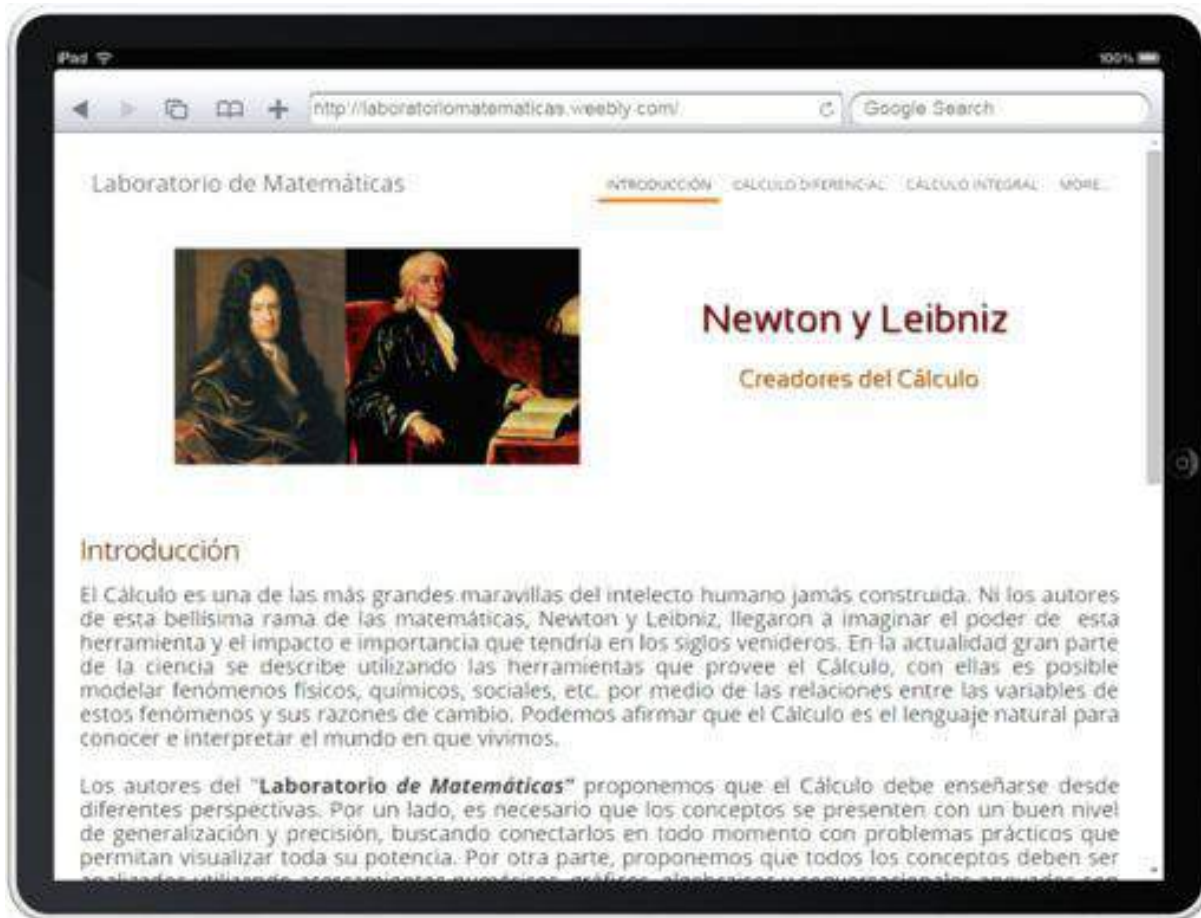 iPad 100%
http://laboratoriomatematicas.weebly.com/ Google Search
Laboratorio de Matemáticas INTRODUCCIÓN CÁLCULO DIFERENCIAL CÁLCULO INTEGRAL MORE...
Newton y Leibniz
Creadores del Cálculo
Introducción
El Cálculo es una de las más grandes maravillas del intelecto humano jamás construida. Ni los autores
de esta bellísima rama de las matemáticas, Newton y Leibniz, llegaron a imaginar el poder de esta
herramienta y el impacto e importancia que tendría en los siglos venideros. En la actualidad gran parte
de la ciencia se describe utilizando las herramientas que provee el Cálculo, con ellas es posible
modelar fenómenos físicos, químicos, sociales, etc. por medio de las relaciones entre las variables de
estos fenómenos y sus razones de cambio. Podemos afirmar que el Cálculo es el lenguaje natural para
conocer e interpretar el mundo en que vivimos.
Los autores del "Laboratorio de Matemáticas" proponemos que el Cálculo debe enseñarse desde
diferentes perspectivas. Por un lado, es necesario que los conceptos se presenten con un buen nivel
de generalización y precisión, buscando conectarlos en todo momento con problemas prácticos que
permitan visualizar toda su potencia. Por otra parte, proponemos que todos los conceptos deben ser